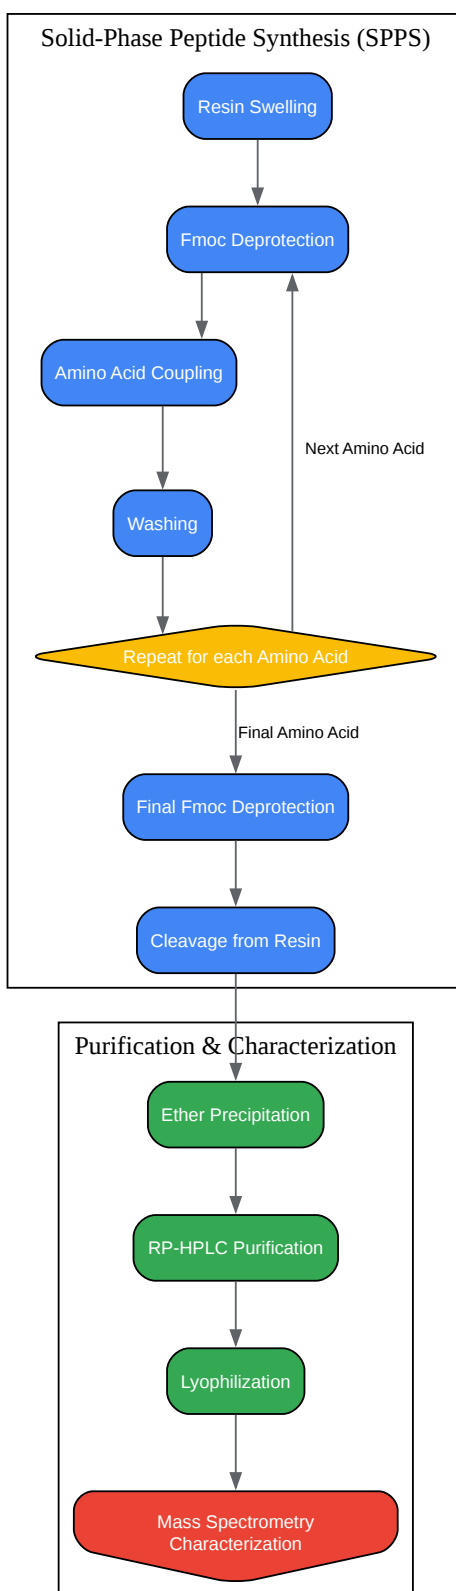 Solid-Phase Peptide Synthesis (SPPS)
Resin Swelling
Fmoc Deprotection
Amino Acid Coupling
Next Amino Acid
Washing
Repeat for each Amino Acid
Final Amino Acid
Final Fmoc Deprotection
Cleavage from Resin
Purification & Characterization
Ether Precipitation
RP-HPLC Purification
Lyophilization
Mass Spectrometry
Characterization